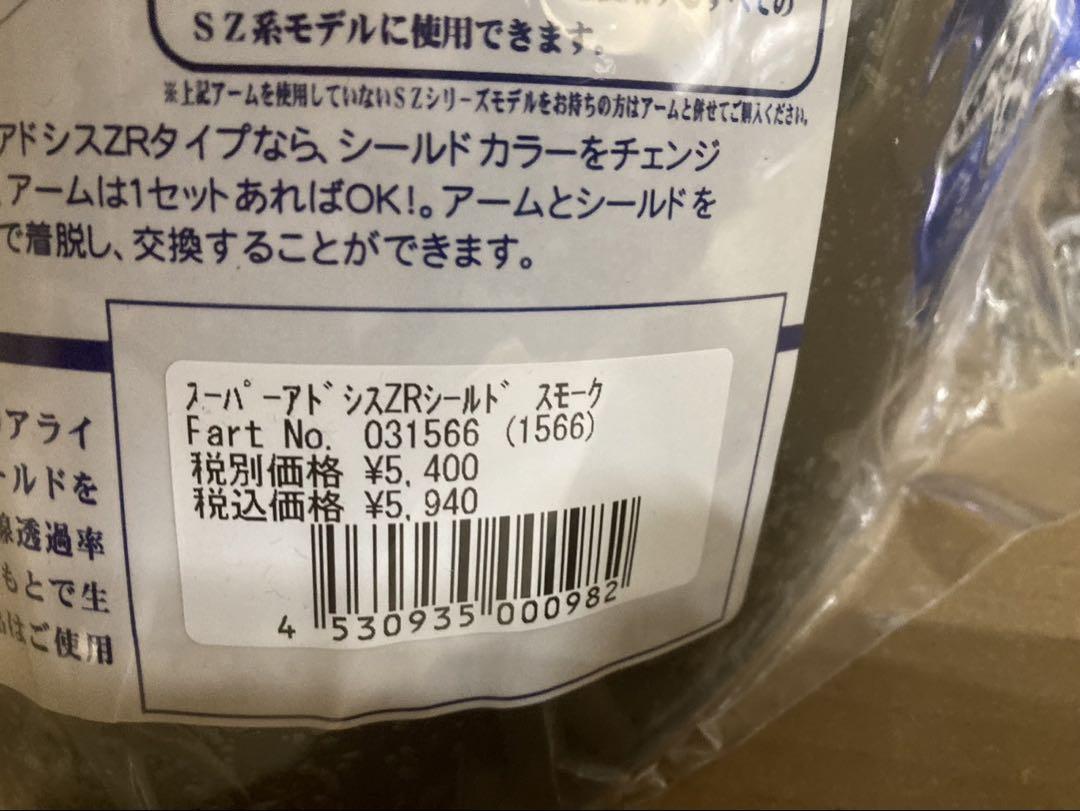 べての
ＳＺ系モデルに使用できます。
※上記アームを使用していないＳＺシリーズモデルをお持ちの方はアームと併せてご購入ください。
アドシスZRタイプなら、シールドカラーをチェンジ
アームは1セットあればOK!。アームとシールドを
で着脱し、交換することができます。
アライ
ールドを
線透過率
もとで生
はご使用
ｽｰﾊﾟｰｱﾄﾞｼｽZRｼｰﾙﾄﾞ ｽﾓｰｸ
Part No. 031566 (1566)
税別価格 ¥5,400
税込価格 ¥5,940
4 530935 000982